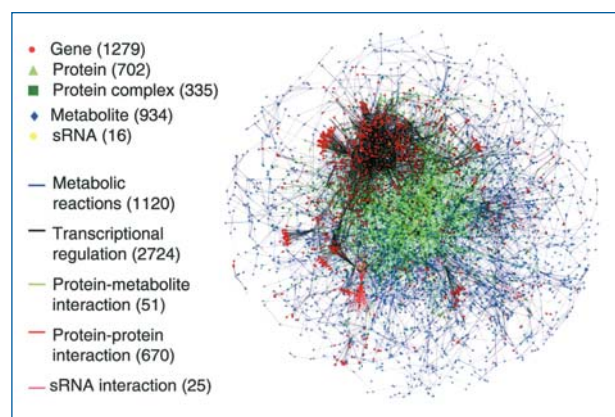 Gene (1279)
Protein (702)
Protein complex (335)
Metabolite (934)
sRNA (16)
Metabolic
reactions (1120)
Transcriptional
regulation (2724)
Protein-metabolite
interaction (51)
Protein-protein
interaction (670)
sRNA interaction (25)